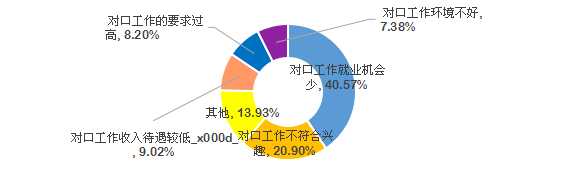 对口工作的要求过
高, 8.20%
对口工作环境不好,
7.38%
对口工作就业机会
少, 40.57%
其他, 13.93%
对口工作收入待遇较低_x000d_
, 9.02%
对口工作不符合兴
趣, 20.90%